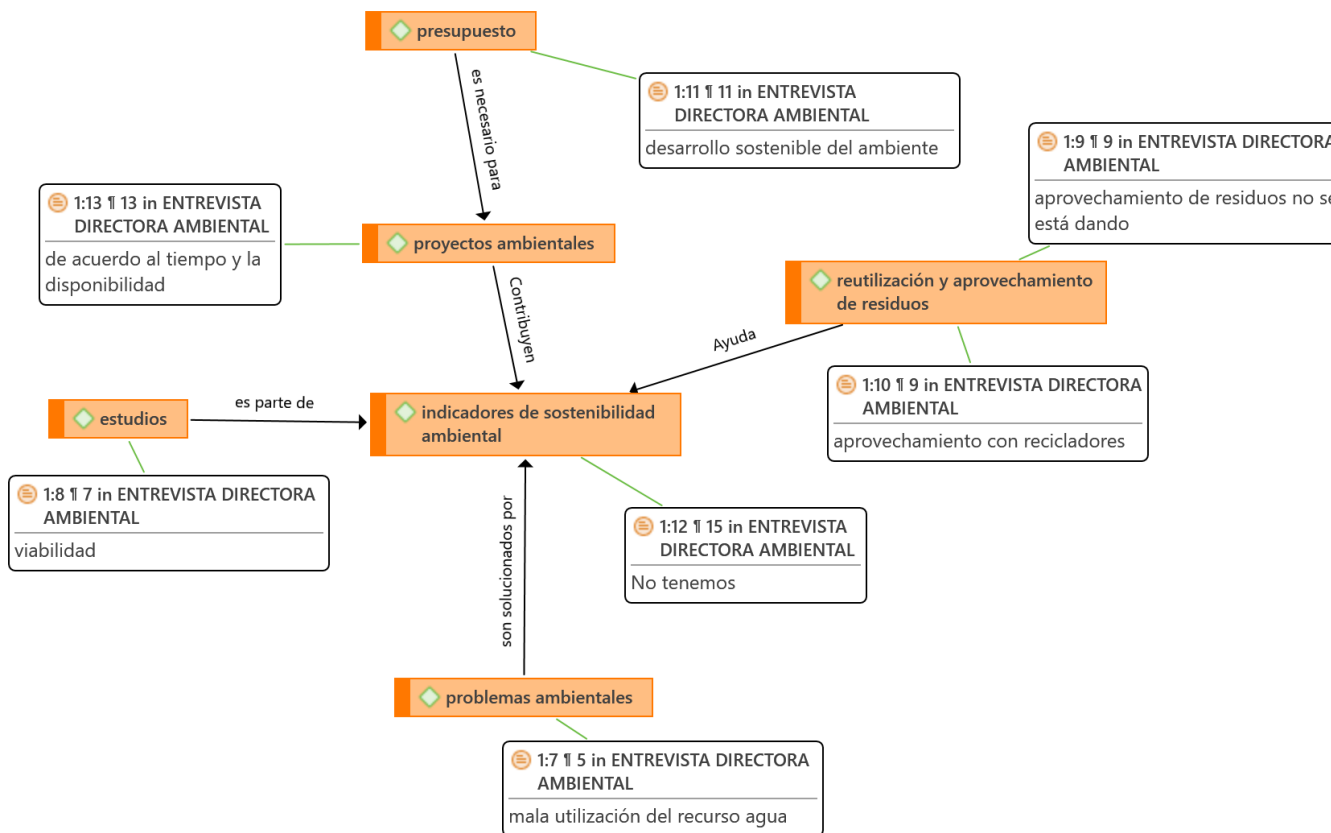 presupuesto
1:11 ¶ 11 in ENTREVISTA
DIRECTORA AMBIENTAL
desarrollo sostenible del ambiente
es necesario para
1:9 ¶ 9 in ENTREVISTA DIRECTORA
AMBIENTAL
aprovechamiento de residuos no se
está dando
1:13 ¶ 13 in ENTREVISTA
DIRECTORA AMBIENTAL
de acuerdo al tiempo y la
disponibilidad
proyectos ambientales
reutilización y aprovechamiento
de residuos
Contribuyen
Ayuda
1:10 ¶ 9 in ENTREVISTA DIRECTORA
AMBIENTAL
aprovechamiento con recicladores
estudios
es parte de
indicadores de sostenibilidad
ambiental
1:8 ¶ 7 in ENTREVISTA DIRECTORA
AMBIENTAL
viabilidad
son solucionados por
1:12 ¶ 15 in ENTREVISTA
DIRECTORA AMBIENTAL
No tenemos
problemas ambientales
1:7 ¶ 5 in ENTREVISTA DIRECTORA
AMBIENTAL
mala utilización del recurso agua